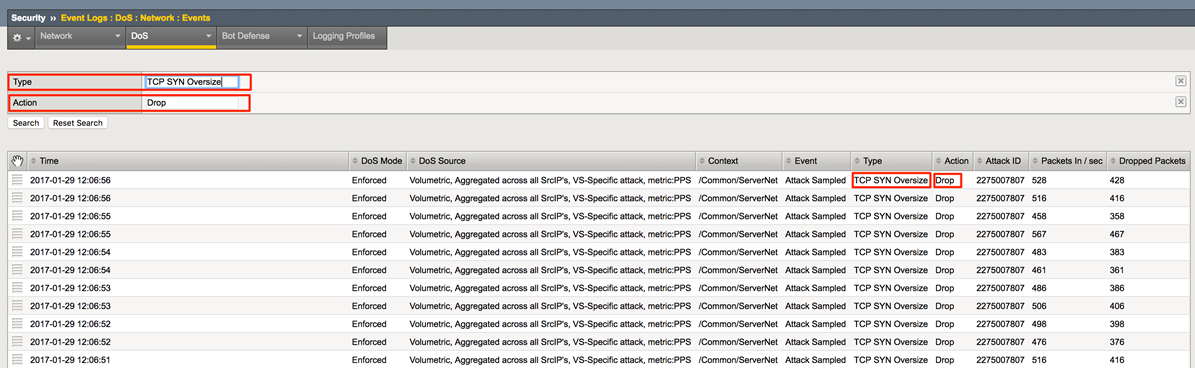 Security ›› Event Logs : DoS : Network : Events
Network DoS Bot Defense Logging Profiles
Type TCP SYN Oversize
Action Drop
Search Reset Search
Time DoS Mode DoS Source Context Event Type Action Attack ID Packets In / sec Dropped Packets
2017-01-29 12:06:56 Enforced Volumetric, Aggregated across all SrcIP's, VS-Specific attack, metric:PPS /Common/ServerNet Attack Sampled TCP SYN Oversize Drop 2275007807 528 428
2017-01-29 12:06:56 Enforced Volumetric, Aggregated across all SrcIP's, VS-Specific attack, metric:PPS /Common/ServerNet Attack Sampled TCP SYN Oversize Drop 2275007807 516 416
2017-01-29 12:06:55 Enforced Volumetric, Aggregated across all SrcIP's, VS-Specific attack, metric:PPS /Common/ServerNet Attack Sampled TCP SYN Oversize Drop 2275007807 458 358
2017-01-29 12:06:55 Enforced Volumetric, Aggregated across all SrcIP's, VS-Specific attack, metric:PPS /Common/ServerNet Attack Sampled TCP SYN Oversize Drop 2275007807 567 467
2017-01-29 12:06:54 Enforced Volumetric, Aggregated across all SrcIP's, VS-Specific attack, metric:PPS /Common/ServerNet Attack Sampled TCP SYN Oversize Drop 2275007807 483 383
2017-01-29 12:06:54 Enforced Volumetric, Aggregated across all SrcIP's, VS-Specific attack, metric:PPS /Common/ServerNet Attack Sampled TCP SYN Oversize Drop 2275007807 461 361
2017-01-29 12:06:53 Enforced Volumetric, Aggregated across all SrcIP's, VS-Specific attack, metric:PPS /Common/ServerNet Attack Sampled TCP SYN Oversize Drop 2275007807 486 386
2017-01-29 12:06:53 Enforced Volumetric, Aggregated across all SrcIP's, VS-Specific attack, metric:PPS /Common/ServerNet Attack Sampled TCP SYN Oversize Drop 2275007807 506 406
2017-01-29 12:06:52 Enforced Volumetric, Aggregated across all SrcIP's, VS-Specific attack, metric:PPS /Common/ServerNet Attack Sampled TCP SYN Oversize Drop 2275007807 498 398
2017-01-29 12:06:52 Enforced Volumetric, Aggregated across all SrcIP's, VS-Specific attack, metric:PPS /Common/ServerNet Attack Sampled TCP SYN Oversize Drop 2275007807 476 376
2017-01-29 12:06:51 Enforced Volumetric, Aggregated across all SrcIP's, VS-Specific attack, metric:PPS /Common/ServerNet Attack Sampled TCP SYN Oversize Drop 2275007807 516 416